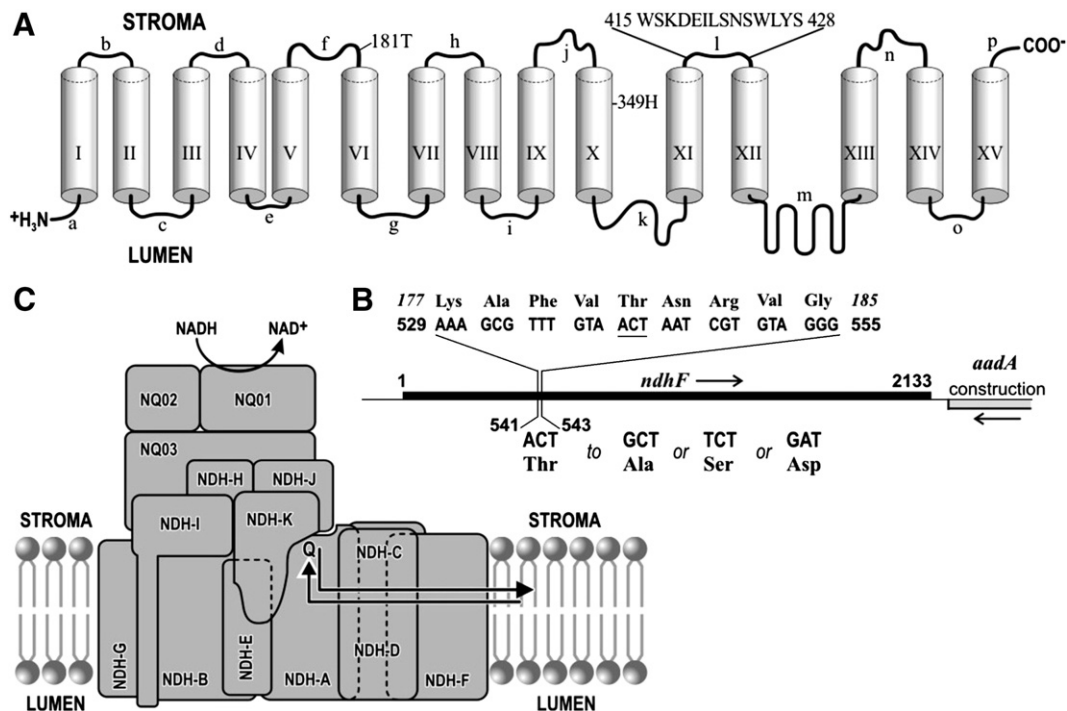 A
STROMA
415 WSKDEILSNSWLYS 428
b d f 181T h j l n p COO-
-349H
I II III IV V VI VII VIII IX X XI XII XIII XIV XV
+H3N a c e g i k m o
LUMEN
C
NADH NAD+
NQ02 NQ01
NQ03
NDH-H NDH-J
NDH-I NDH-K
STROMA STROMA
Q NDH-C
NDH-G NDH-B NDH-E NDH-A NDH-D NDH-F
LUMEN LUMEN
B
177 Lys Ala Phe Val Thr Asn Arg Val Gly 185
529 AAA GCG TTT GTA ACT AAT CGT GTA GGG 555
1 ndhF → 2133 aadA
construction
←
541 543
ACT to GCT or TCT or GAT
Thr Ala Ser Asp